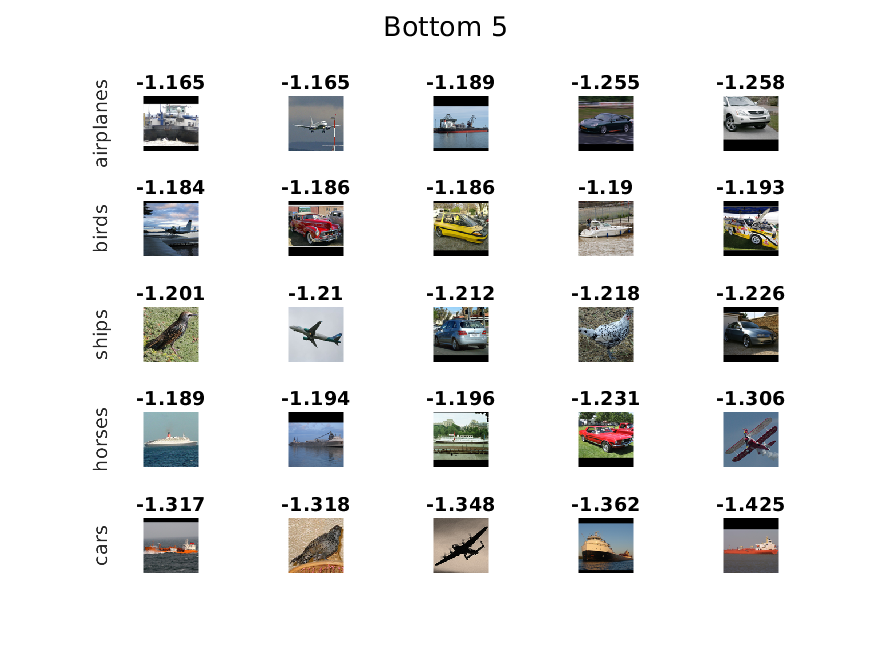 Bottom 5
airplanes
-1.165 -1.165 -1.189 -1.255 -1.258
birds
-1.184 -1.186 -1.186 -1.19 -1.193
ships
-1.201 -1.21 -1.212 -1.218 -1.226
horses
-1.189 -1.194 -1.196 -1.231 -1.306
cars
-1.317 -1.318 -1.348 -1.362 -1.425